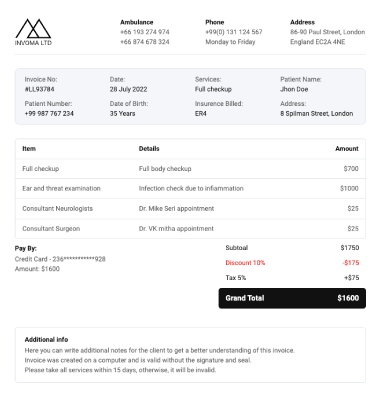 INVOMA LTD
Ambulance
+66 193 274 974
+66 874 678 324
Phone
+99(0) 131 124 567
Monday to Friday
Address
86-90 Paul Street, London
England EC2A 4NE
Invoice No:
#LL93784
Date:
28 July 2022
Services:
Full checkup
Patient Name:
Jhon Doe
Patient Number:
+99 987 767 234
Date of Birth:
35 Years
Insurence Billed:
ER4
Address:
8 Spilman Street, London
Item Details Amount
Full checkup Full body checkup $700
Ear and threat examination Infection check due to inflammation $1000
Consultant Neurologists Dr. Mike Seri appointment $25
Consultant Surgeon Dr. VK mitha appointment $25
Pay By:
Credit Card - 236***********928
Amount: $1600
Subtoal $1750
Discount 10% -$175
Tax 5% +$75
Grand Total $1600
Additional info
Here you can write additional notes for the client to get a better understanding of this invoice.
Invoice was created on a computer and is valid without the signature and seal.
Please take all services within 15 days, otherwise, it will be invalid.